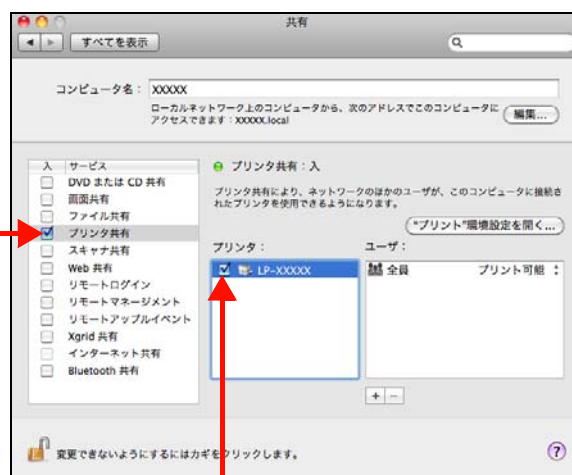 共有
すべてを表示
コンピュータ名： XXXXX
ローカルネットワーク上のコンピュータから、次のアドレスでこのコンピュータに
アクセスできます：XXXXX.local
編集...
入 サービス
DVD または CD 共有
画面共有
ファイル共有
プリンタ共有
スキャナ共有
Web 共有
リモートログイン
リモートマネージメント
リモートアップルイベント
Xgrid 共有
インターネット共有
Bluetooth 共有
プリンタ共有：入
プリンタ共有により、ネットワークのほかのユーザが、このコンピュータに接続さ
れたプリンタを使用できるようになります。
"プリント"環境設定を開く...
プリンタ：
LP-XXXXX
ユーザ：
全員 プリント可能
+ −
変更できないようにするにはカギをクリックします。
?